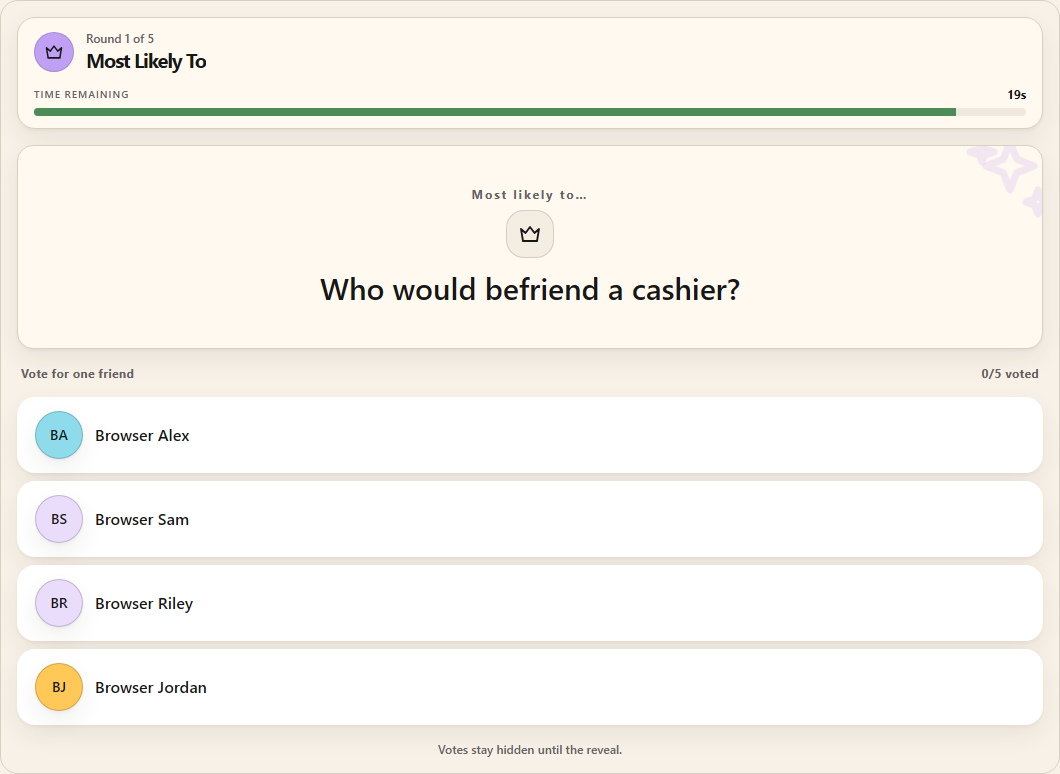 Round 1 of 5
Most Likely To
TIME REMAINING
19s
Most likely to...
Who would befriend a cashier?
Vote for one friend
0/5 voted
BA
Browser Alex
BS
Browser Sam
BR
Browser Riley
BJ
Browser Jordan
Votes stay hidden until the reveal.